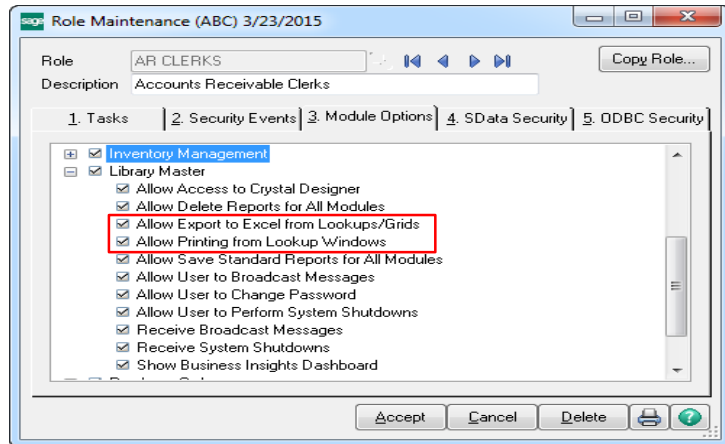 sage Role Maintenance (ABC) 3/23/2015
Role AR CLERKS Copy Role...
Description Accounts Receivable Clerks
1. Tasks 2. Security Events 3. Module Options 4. SData Security 5. ODBC Security
Inventory Management
Library Master
Allow Access to Crystal Designer
Allow Delete Reports for All Modules
Allow Export to Excel from Lookups/Grids
Allow Printing from Lookup Windows
Allow Save Standard Reports for All Modules
Allow User to Broadcast Messages
Allow User to Change Password
Allow User to Perform System Shutdowns
Receive Broadcast Messages
Receive System Shutdowns
Show Business Insights Dashboard
Accept Cancel Delete